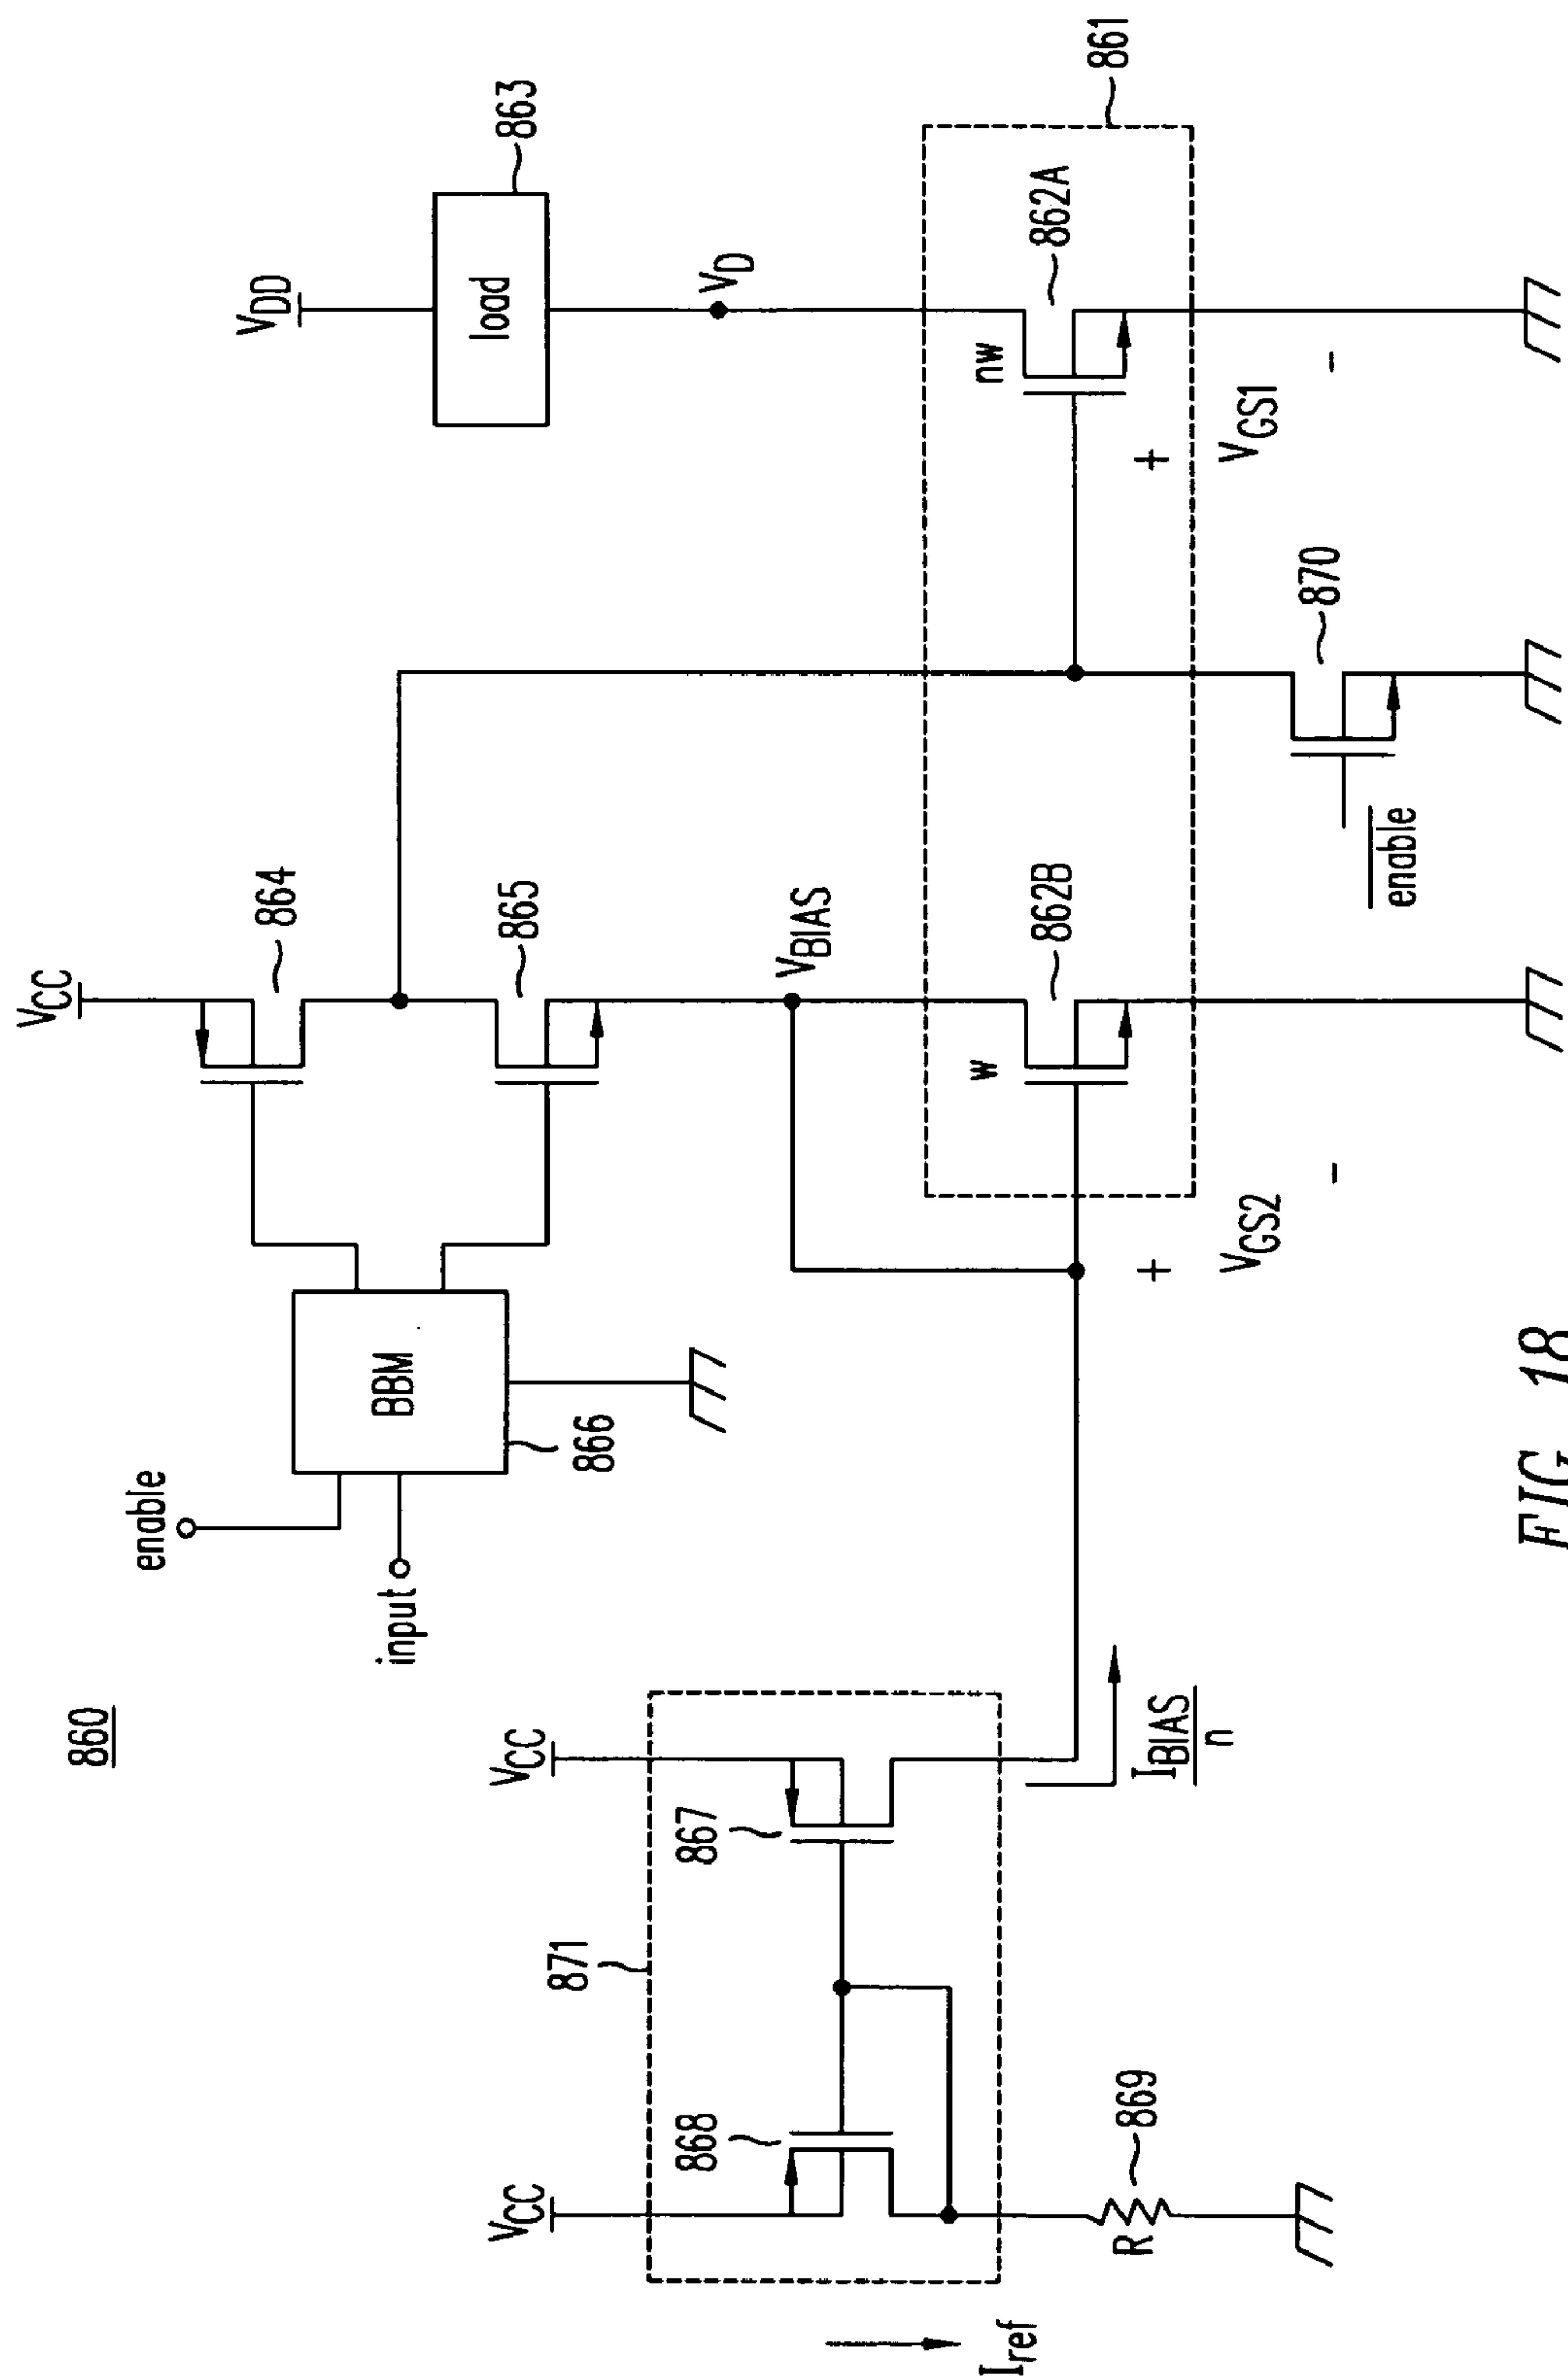 860
V_CC
V_DD
enable
input
BBM
866
864
865
load
863
V_D
V_BIAS
871
V_CC
V_CC
868
867
I_ref
R
869
I_BIAS
n
w
862B
nw
862A
861
+
V_GS2
-
+
V_GS1
-
enable
870
FIG. 18